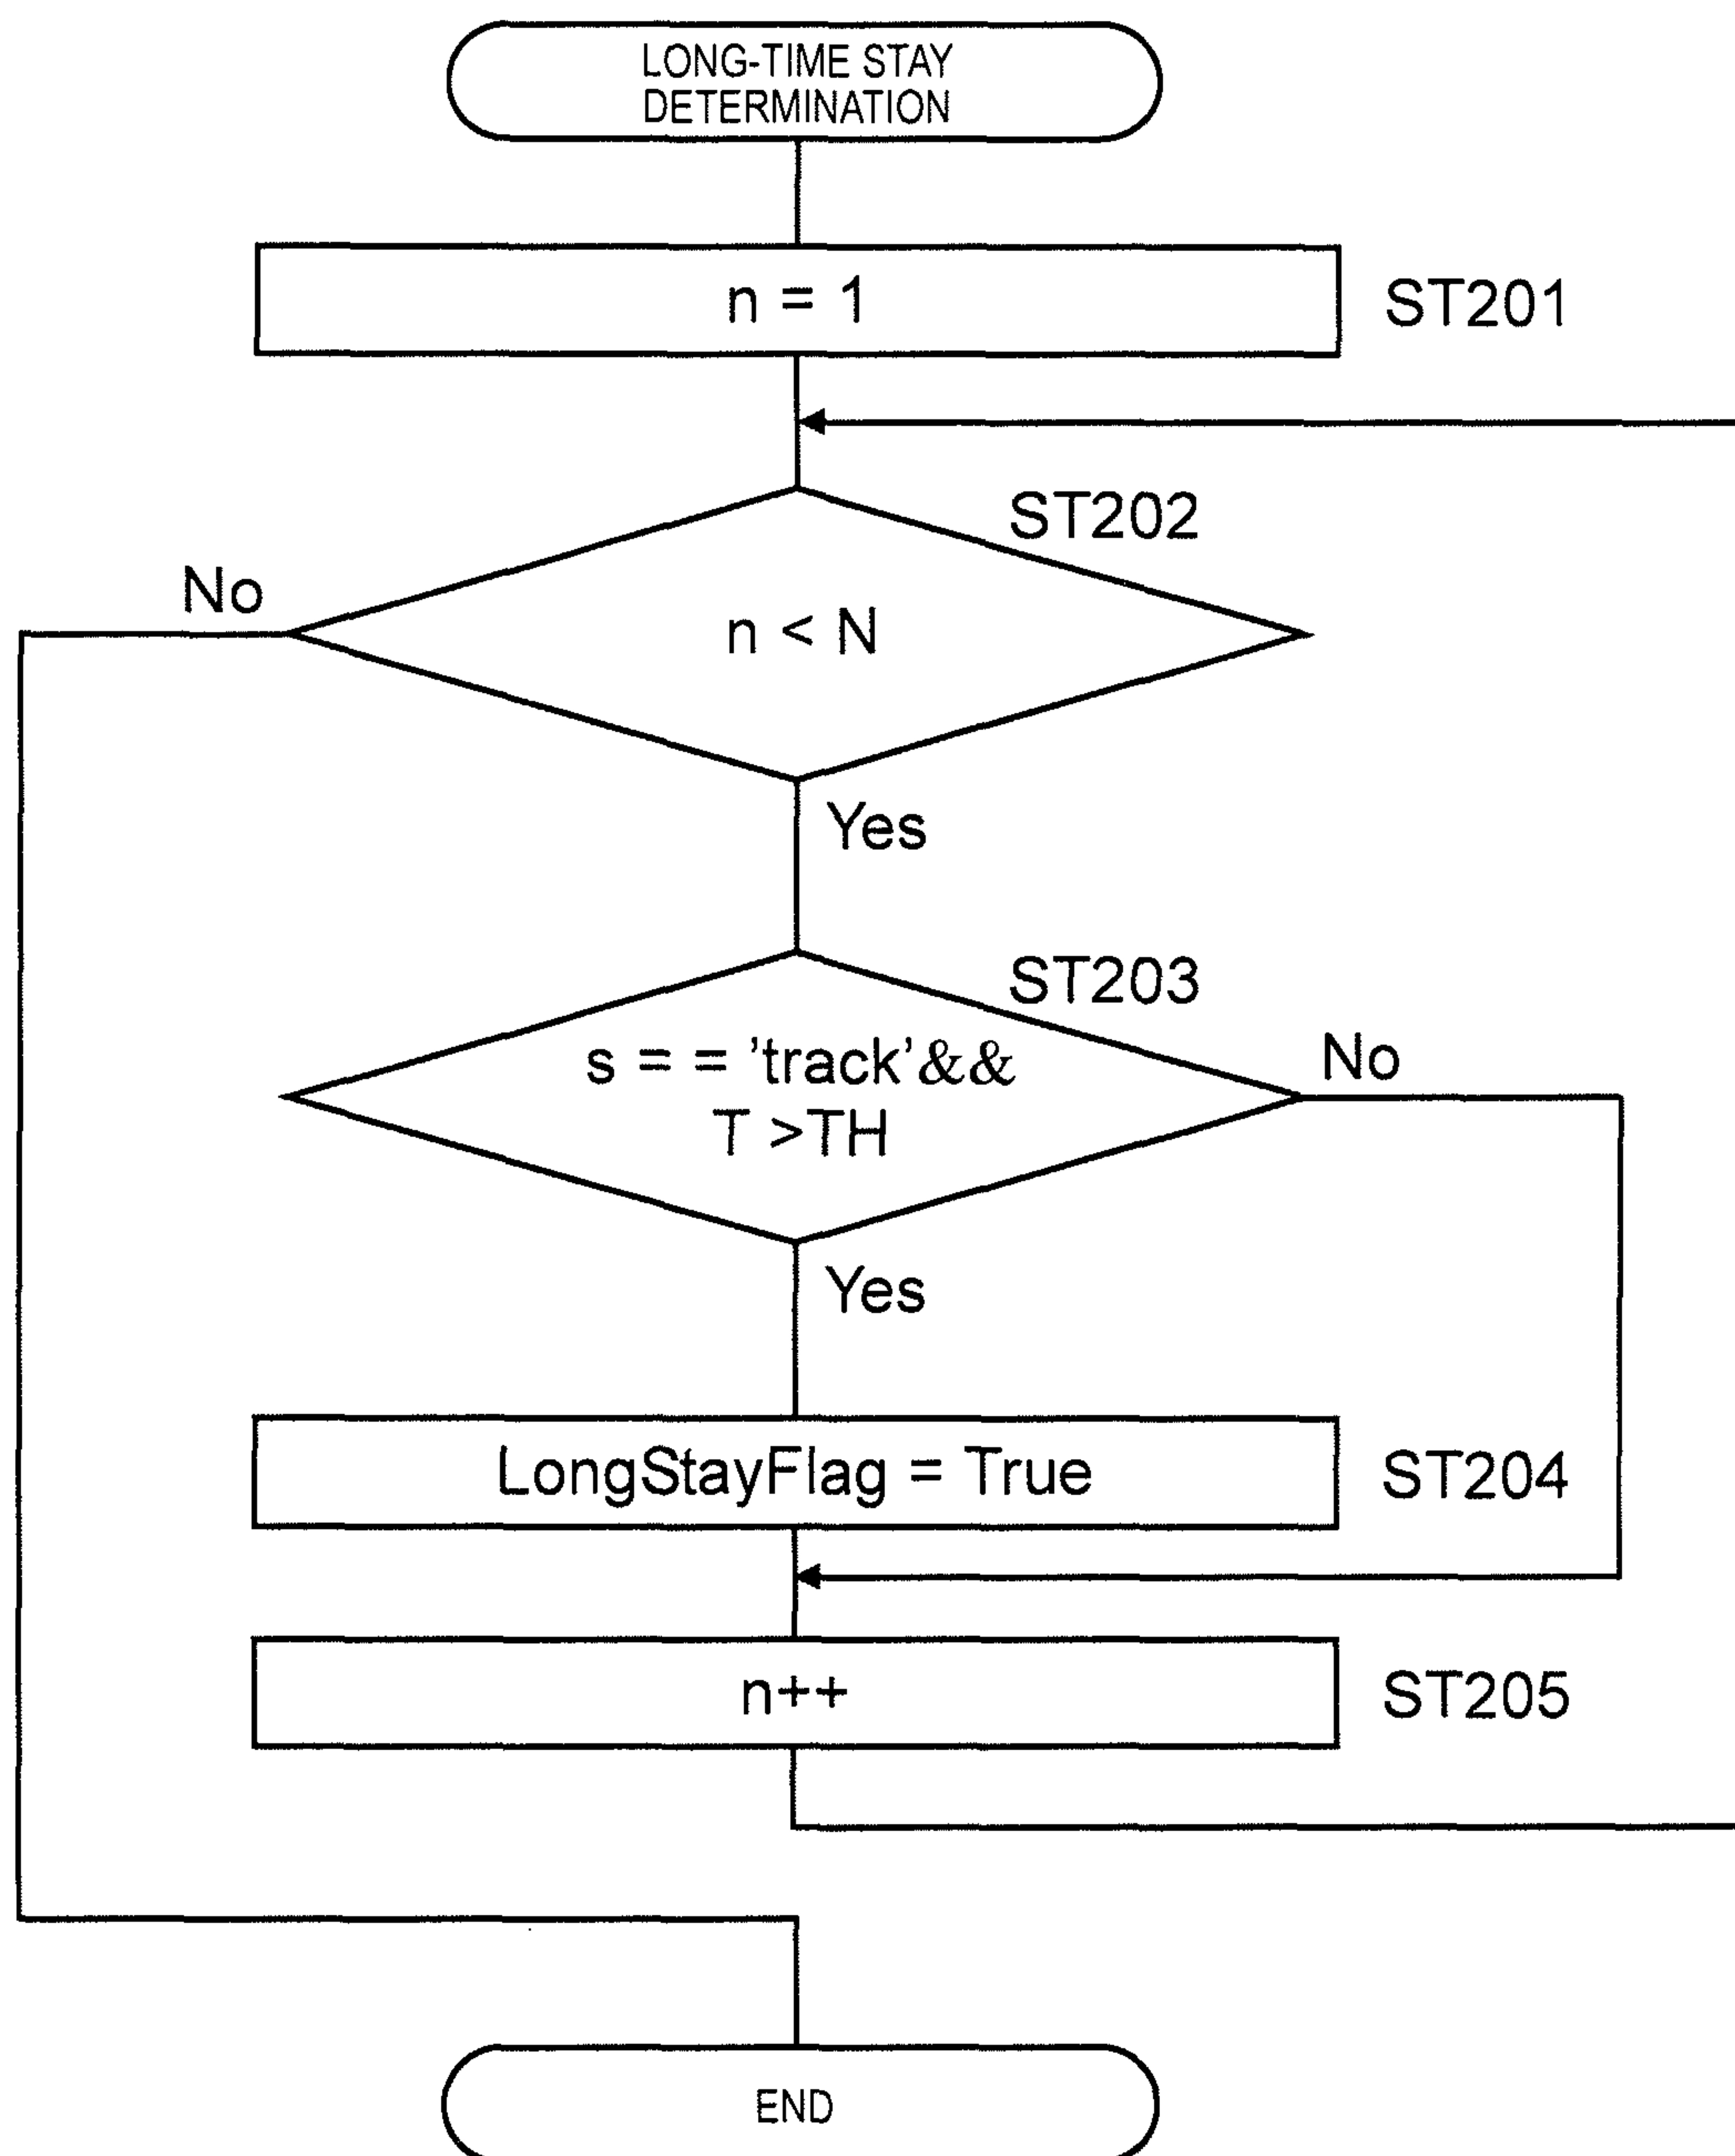 LONG-TIME STAY
DETERMINATION
n = 1
ST201
ST202
No
n < N
Yes
ST203
s = = 'track'&&
T >TH
No
Yes
LongStayFlag = True
ST204
n++
ST205
END